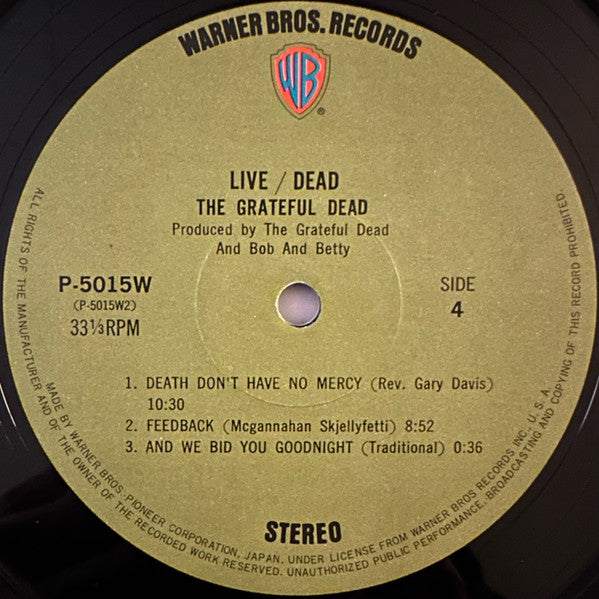 WARNER BROS. RECORDS
WB
®
LIVE / DEAD
THE GRATEFUL DEAD
Produced by The Grateful Dead
And Bob And Betty
P-5015W
(P-5015W2)
33⅓RPM
SIDE
4
1. DEATH DON'T HAVE NO MERCY (Rev. Gary Davis)
10:30
2. FEEDBACK (Mcgannahan Skjellyfetti) 8:52
3. AND WE BID YOU GOODNIGHT (Traditional) 0:36
STEREO
MADE BY WARNER BROS. PIONEER CORPORATION, JAPAN. UNDER LICENSE FROM WARNER BROS RECORDS INC., U. S. A.
ALL RIGHTS OF THE MANUFACTURER AND OF THE OWNER OF THE RECORDED WORK RESERVED. UNAUTHORIZED PUBLIC PERFORMANCE, BROADCASTING AND COPYING OF THIS RECORD PROHIBITED.